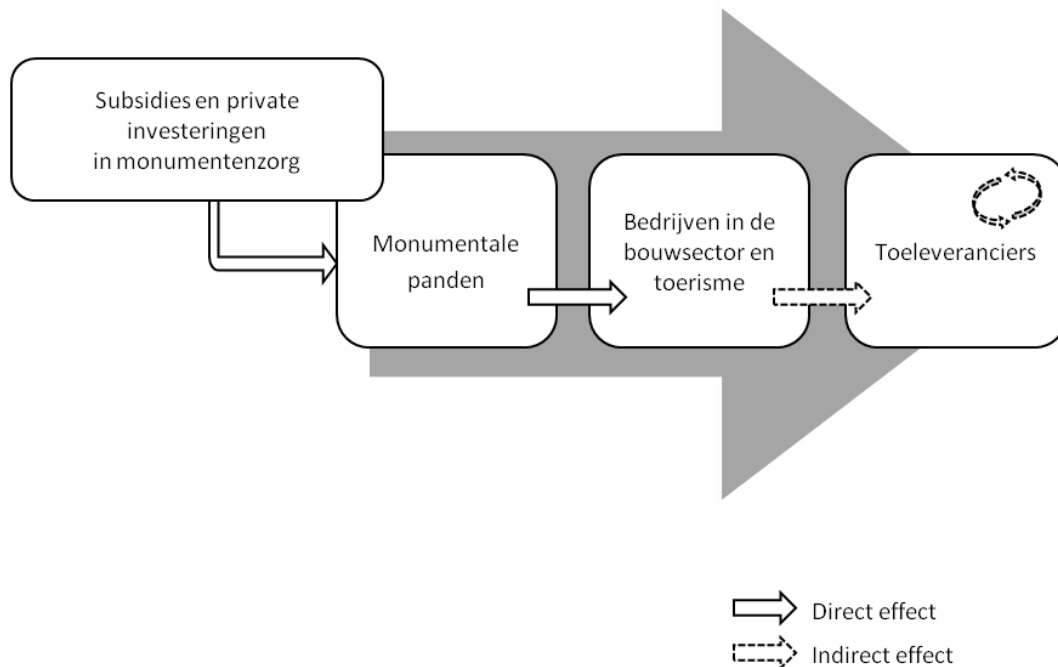 Subsidies en private
investeringen
in monumentenzorg
Monumentale
panden
Bedrijven in de
bouwsector en
toerisme
Toeleveranciers
Direct effect
Indirect effect